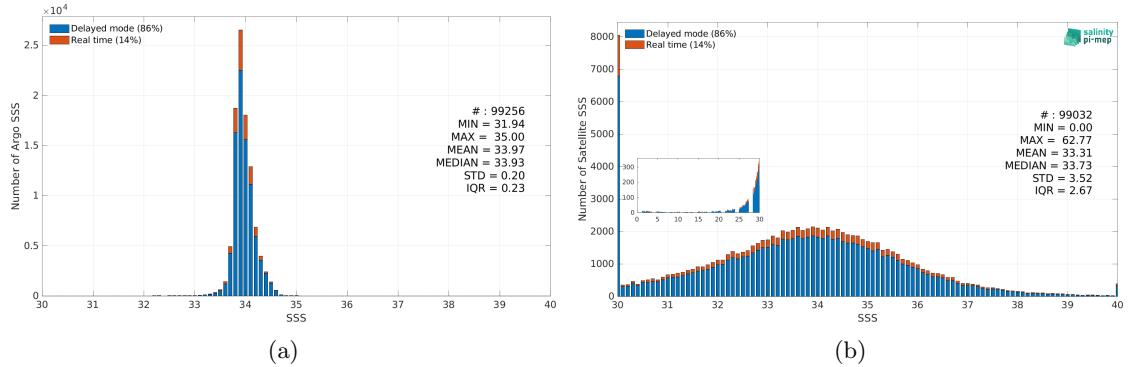 ×10⁴
Delayed mode (86%)
Real time (14%)
2.5
2
1.5
1
0.5
0
Number of Argo SSS
# : 99256
MIN = 31.94
MAX = 35.00
MEAN = 33.97
MEDIAN = 33.93
STD = 0.20
IQR = 0.23
30 31 32 33 34 35 36 37 38 39 40
SSS
(a)
Delayed mode (86%)
Real time (14%)
salinity
pi-mep
8000
7000
6000
5000
4000
3000
2000
1000
0
Number of Satellite SSS
# : 99032
MIN = 0.00
MAX = 62.77
MEAN = 33.31
MEDIAN = 33.73
STD = 3.52
IQR = 2.67
300
200
100
0
0 5 10 15 20 25 30
30 31 32 33 34 35 36 37 38 39 40
SSS
(b)